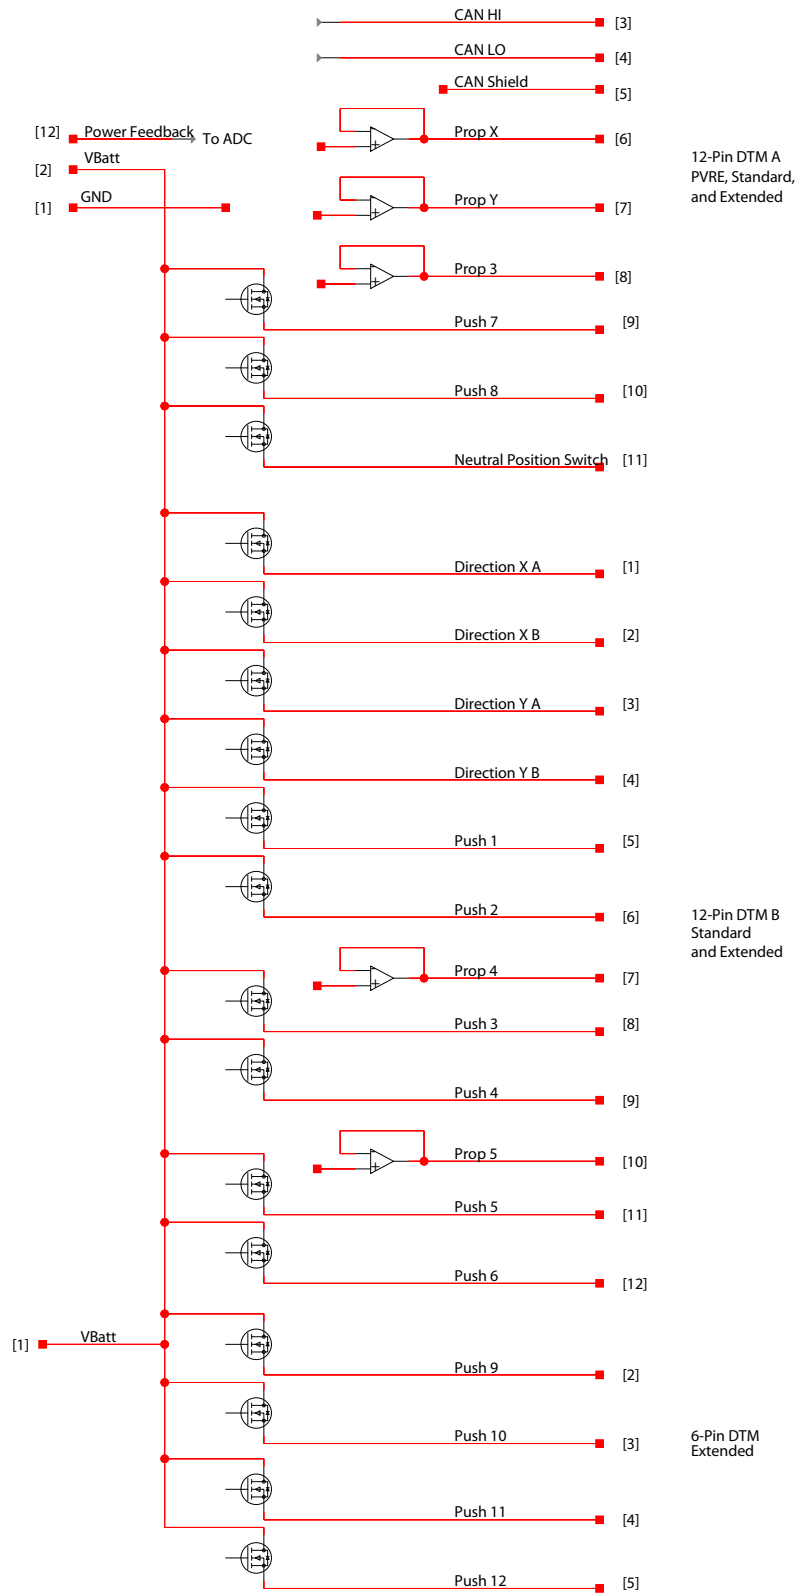 CAN HI [3]
CAN LO [4]
CAN Shield [5]
[12] Power Feedback To ADC
Prop X [6]
[2] VBatt
12-Pin DTM A
PVRE, Standard,
and Extended
[1] GND
Prop Y [7]
Prop 3 [8]
Push 7 [9]
Push 8 [10]
Neutral Position Switch [11]
Direction X A [1]
Direction X B [2]
Direction Y A [3]
Direction Y B [4]
Push 1 [5]
Push 2 [6]
12-Pin DTM B
Standard
and Extended
Prop 4 [7]
Push 3 [8]
Push 4 [9]
Prop 5 [10]
Push 5 [11]
Push 6 [12]
[1] VBatt
Push 9 [2]
Push 10 [3]
6-Pin DTM
Extended
Push 11 [4]
Push 12 [5]